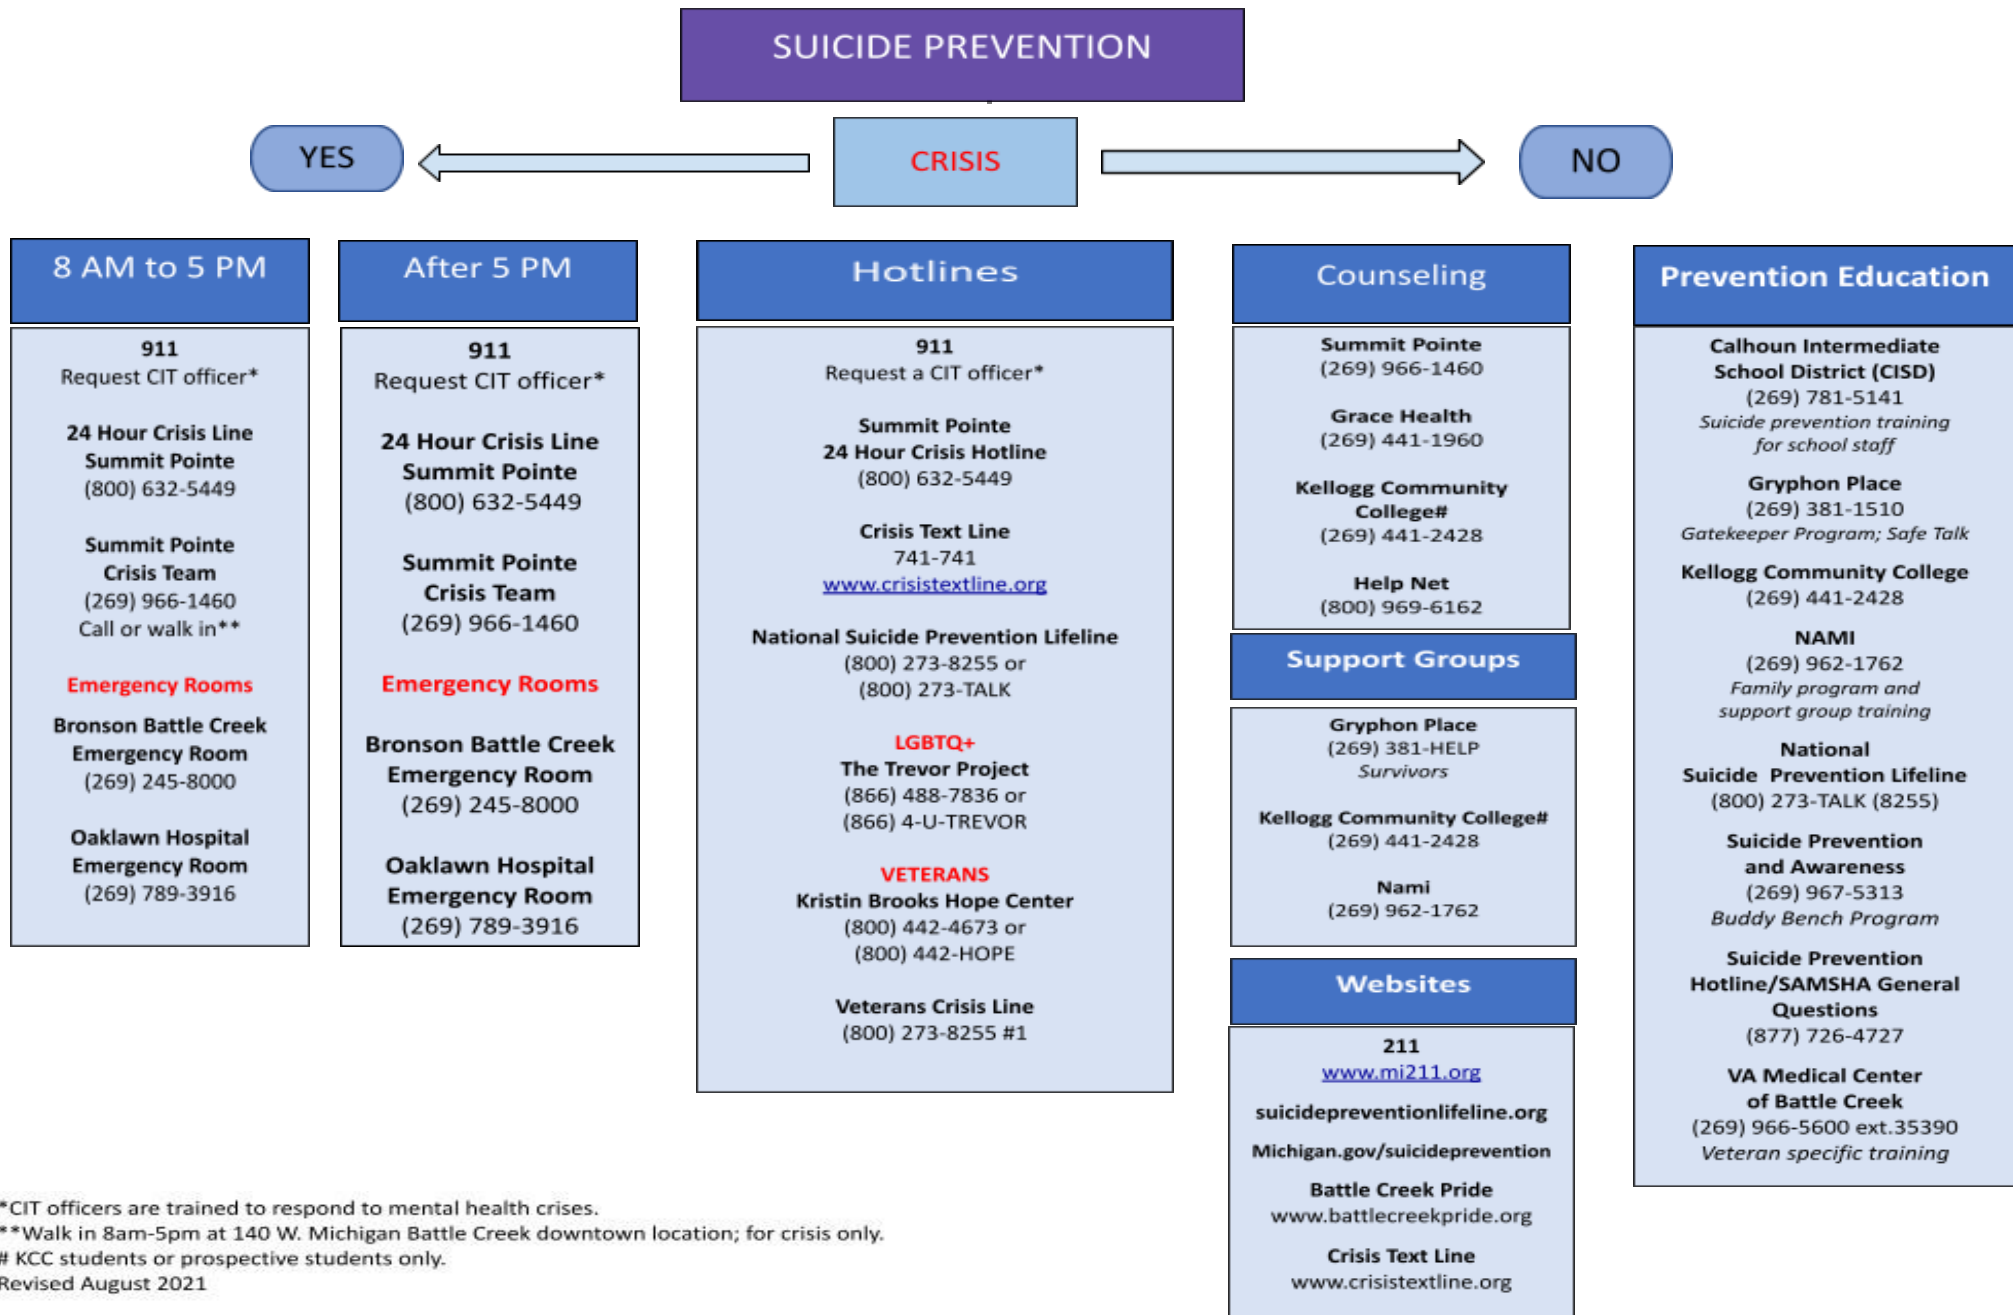 SUICIDE PREVENTION
YES
CRISIS
NO
8 AM to 5 PM
911
Request CIT officer*
24 Hour Crisis Line
Summit Pointe
(800) 632-5449
Summit Pointe
Crisis Team
(269) 966-1460
Call or walk in**
Emergency Rooms
Bronson Battle Creek
Emergency Room
(269) 245-8000
Oaklawn Hospital
Emergency Room
(269) 789-3916
After 5 PM
911
Request CIT officer*
24 Hour Crisis Line
Summit Pointe
(800) 632-5449
Summit Pointe
Crisis Team
(269) 966-1460
Emergency Rooms
Bronson Battle Creek
Emergency Room
(269) 245-8000
Oaklawn Hospital
Emergency Room
(269) 789-3916
Hotlines
911
Request a CIT officer*
Summit Pointe
24 Hour Crisis Hotline
(800) 632-5449
Crisis Text Line
741-741
www.crisistextline.org
National Suicide Prevention Lifeline
(800) 273-8255 or
(800) 273-TALK
LGBTQ+
The Trevor Project
(866) 488-7836 or
(866) 4-U-TREVOR
VETERANS
Kristin Brooks Hope Center
(800) 442-4673 or
(800) 442-HOPE
Veterans Crisis Line
(800) 273-8255 #1
Counseling
Summit Pointe
(269) 966-1460
Grace Health
(269) 441-1960
Kellogg Community
College#
(269) 441-2428
Help Net
(800) 969-6162
Support Groups
Gryphon Place
(269) 381-HELP
Survivors
Kellogg Community College#
(269) 441-2428
Nami
(269) 962-1762
Websites
211
www.mi211.org
suicidepreventionlifeline.org
Michigan.gov/suicideprevention
Battle Creek Pride
www.battlecreekpride.org
Crisis Text Line
www.crisistextline.org
Prevention Education
Calhoun Intermediate
School District (CISD)
(269) 781-5141
Suicide prevention training
for school staff
Gryphon Place
(269) 381-1510
Gatekeeper Program; Safe Talk
Kellogg Community College
(269) 441-2428
NAMI
(269) 962-1762
Family program and
support group training
National
Suicide Prevention Lifeline
(800) 273-TALK (8255)
Suicide Prevention
and Awareness
(269) 967-5313
Buddy Bench Program
Suicide Prevention
Hotline/SAMSHA General
Questions
(877) 726-4727
VA Medical Center
of Battle Creek
(269) 966-5600 ext.35390
Veteran specific training
*CIT officers are trained to respond to mental health crises.
**Walk in 8am-5pm at 140 W. Michigan Battle Creek downtown location; for crisis only.
# KCC students or prospective students only.
Revised August 2021